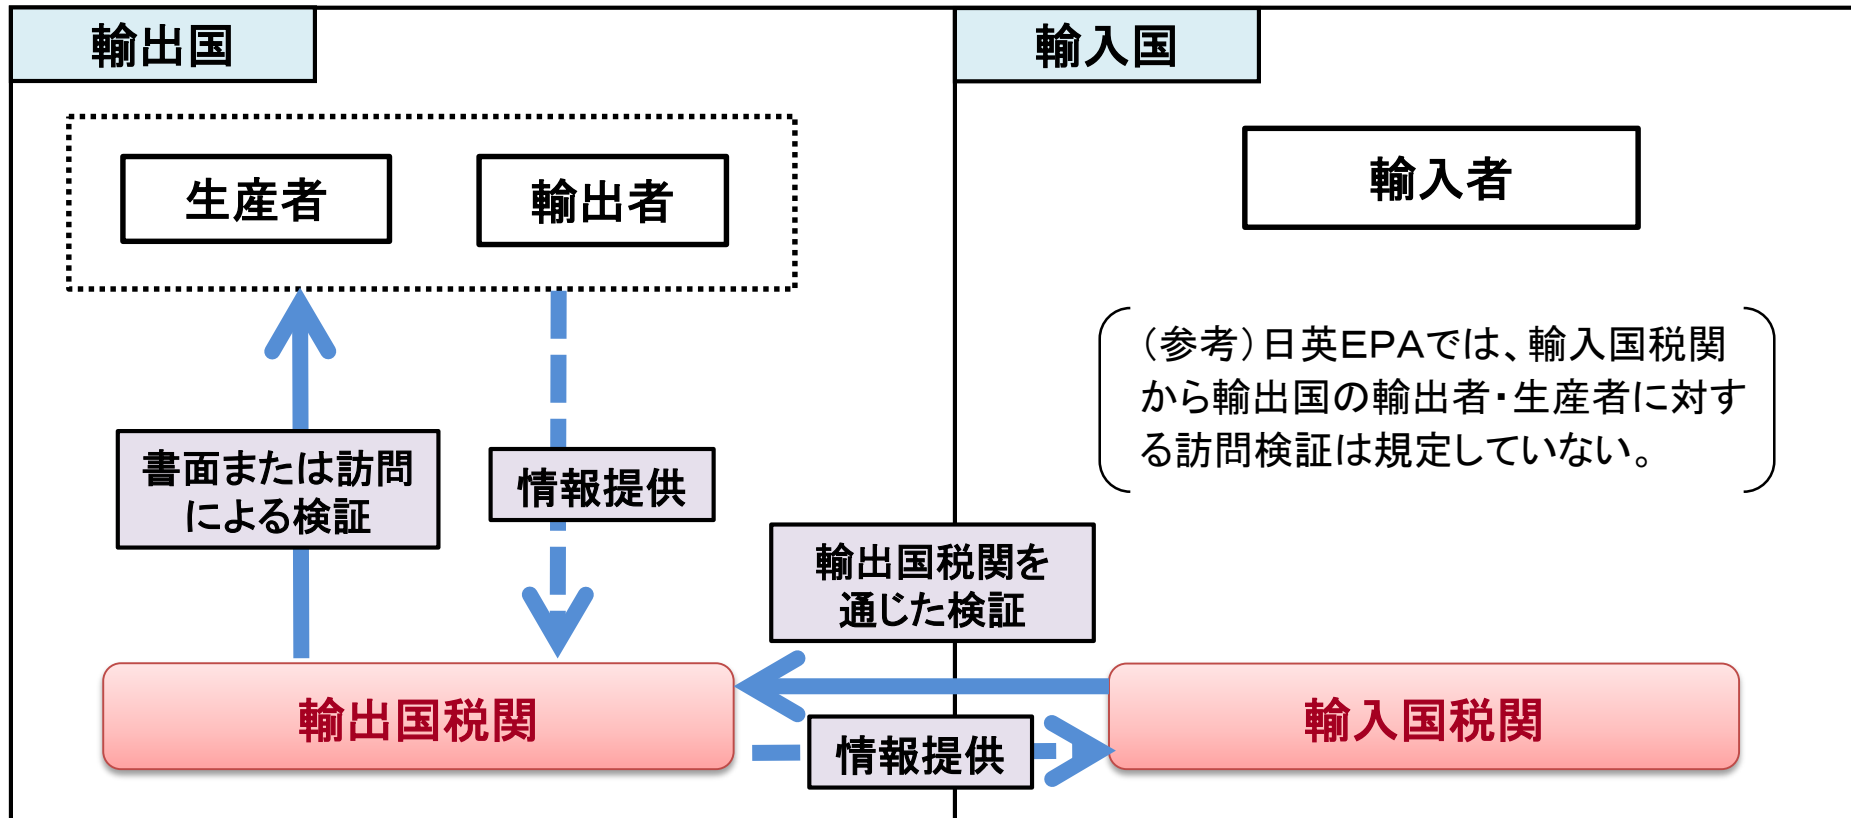 輸出国
輸入国
生産者
輸出者
輸入者
（参考）日英EPAでは、輸入国税関
から輸出国の輸出者・生産者に対す
る訪問検証は規定していない。
書面または訪問
による検証
情報提供
輸出国税関を
通じた検証
輸出国税関
輸入国税関
情報提供